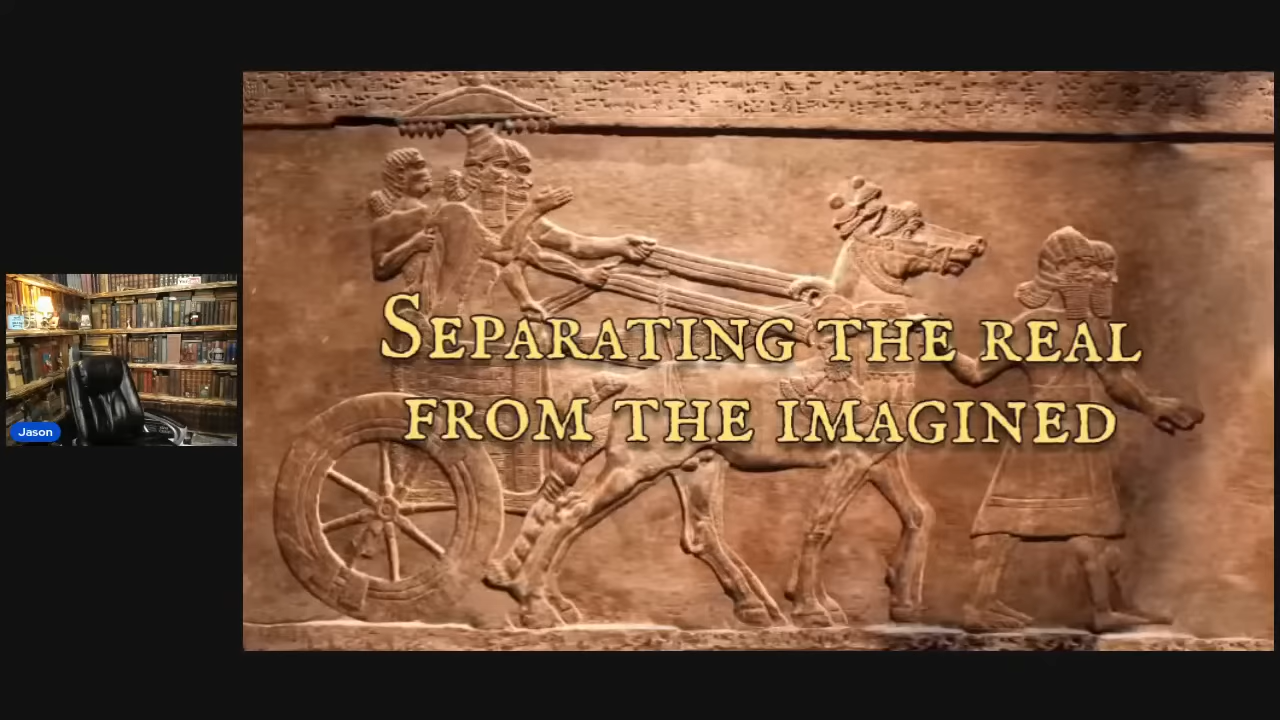 Separating the real
from the imagined
Jason